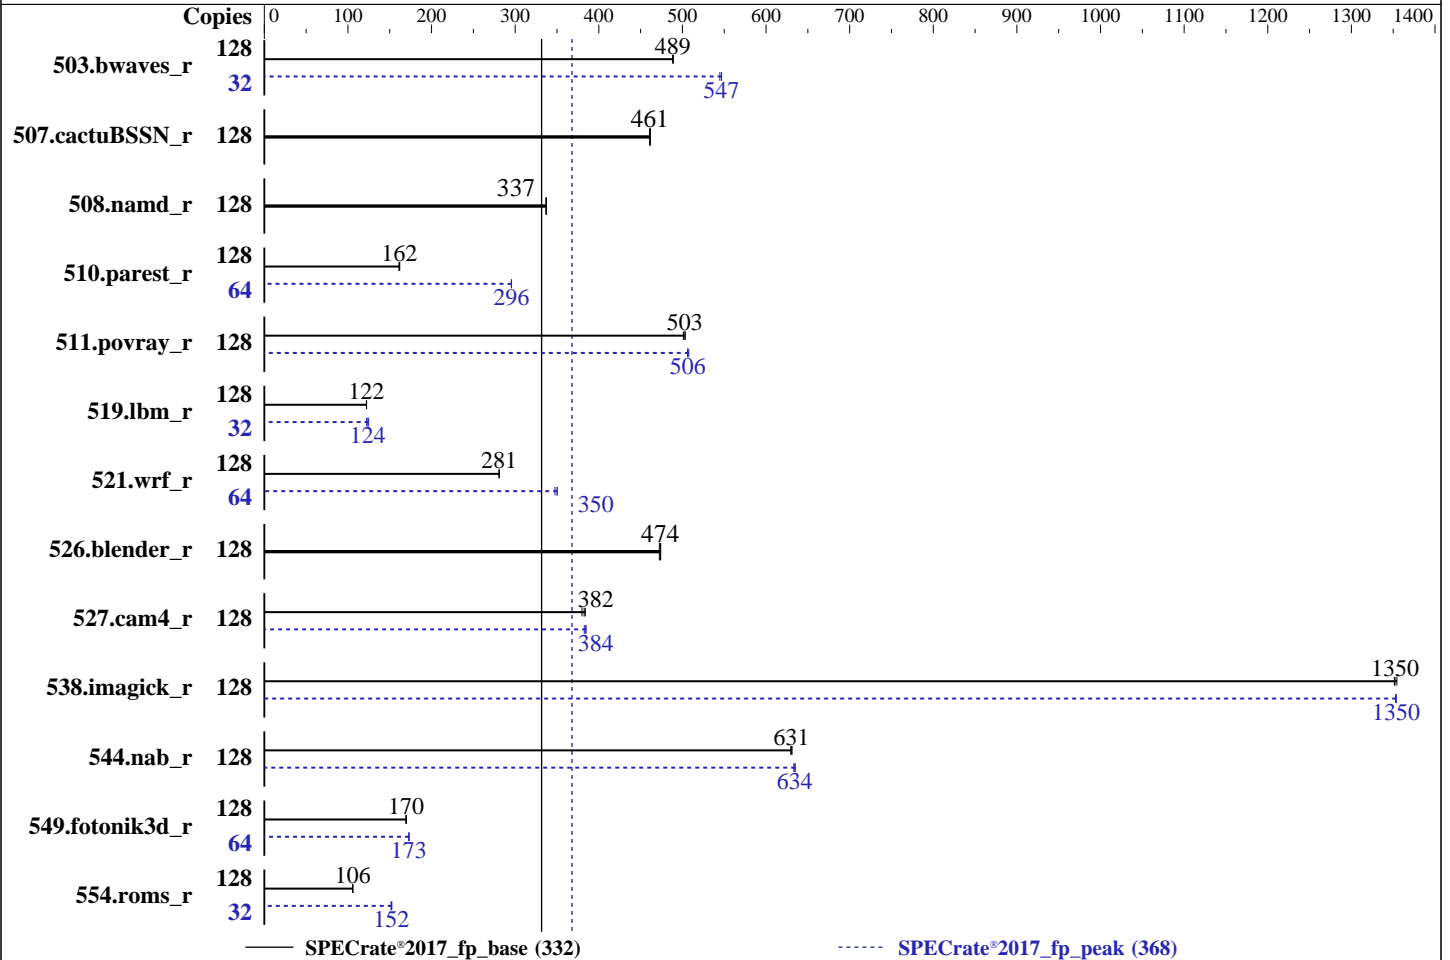 Copies 0 100 200 300 400 500 600 700 800 900 1000 1100 1200 1300 1400
503.bwaves_r 128 489
32 547
507.cactuBSSN_r 128 461
508.namd_r 128 337
510.parest_r 128 162
64 296
511.povray_r 128 503
506
519.lbm_r 128 122
32 124
521.wrf_r 128 281
64 350
526.blender_r 128 474
527.cam4_r 128 382
384
538.imagick_r 128 1350
1350
544.nab_r 128 631
634
549.fotonik3d_r 128 170
64 173
554.roms_r 128 106
32 152
SPECrate®2017_fp_base (332) SPECrate®2017_fp_peak (368)